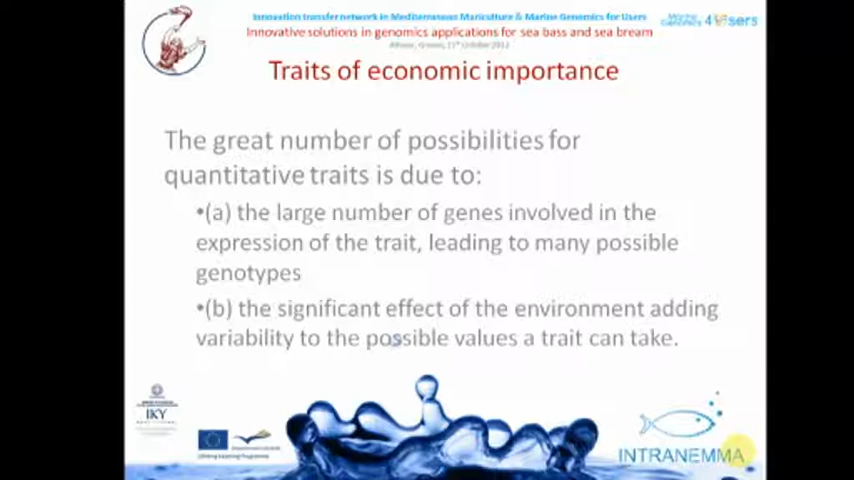 Innovation transfer network in Mediterranean Mariculture & Marine Genomics for Users
Innovative solutions in genomics applications for sea bass and sea bream
Athens, Greece, 11th October 2012
4 Users
Traits of economic importance
The great number of possibilities for
quantitative traits is due to:
•(a) the large number of genes involved in the
expression of the trait, leading to many possible
genotypes
•(b) the significant effect of the environment adding
variability to the possible values a trait can take.
IKY
Lifelong Learning Programme
INTRANEMMA